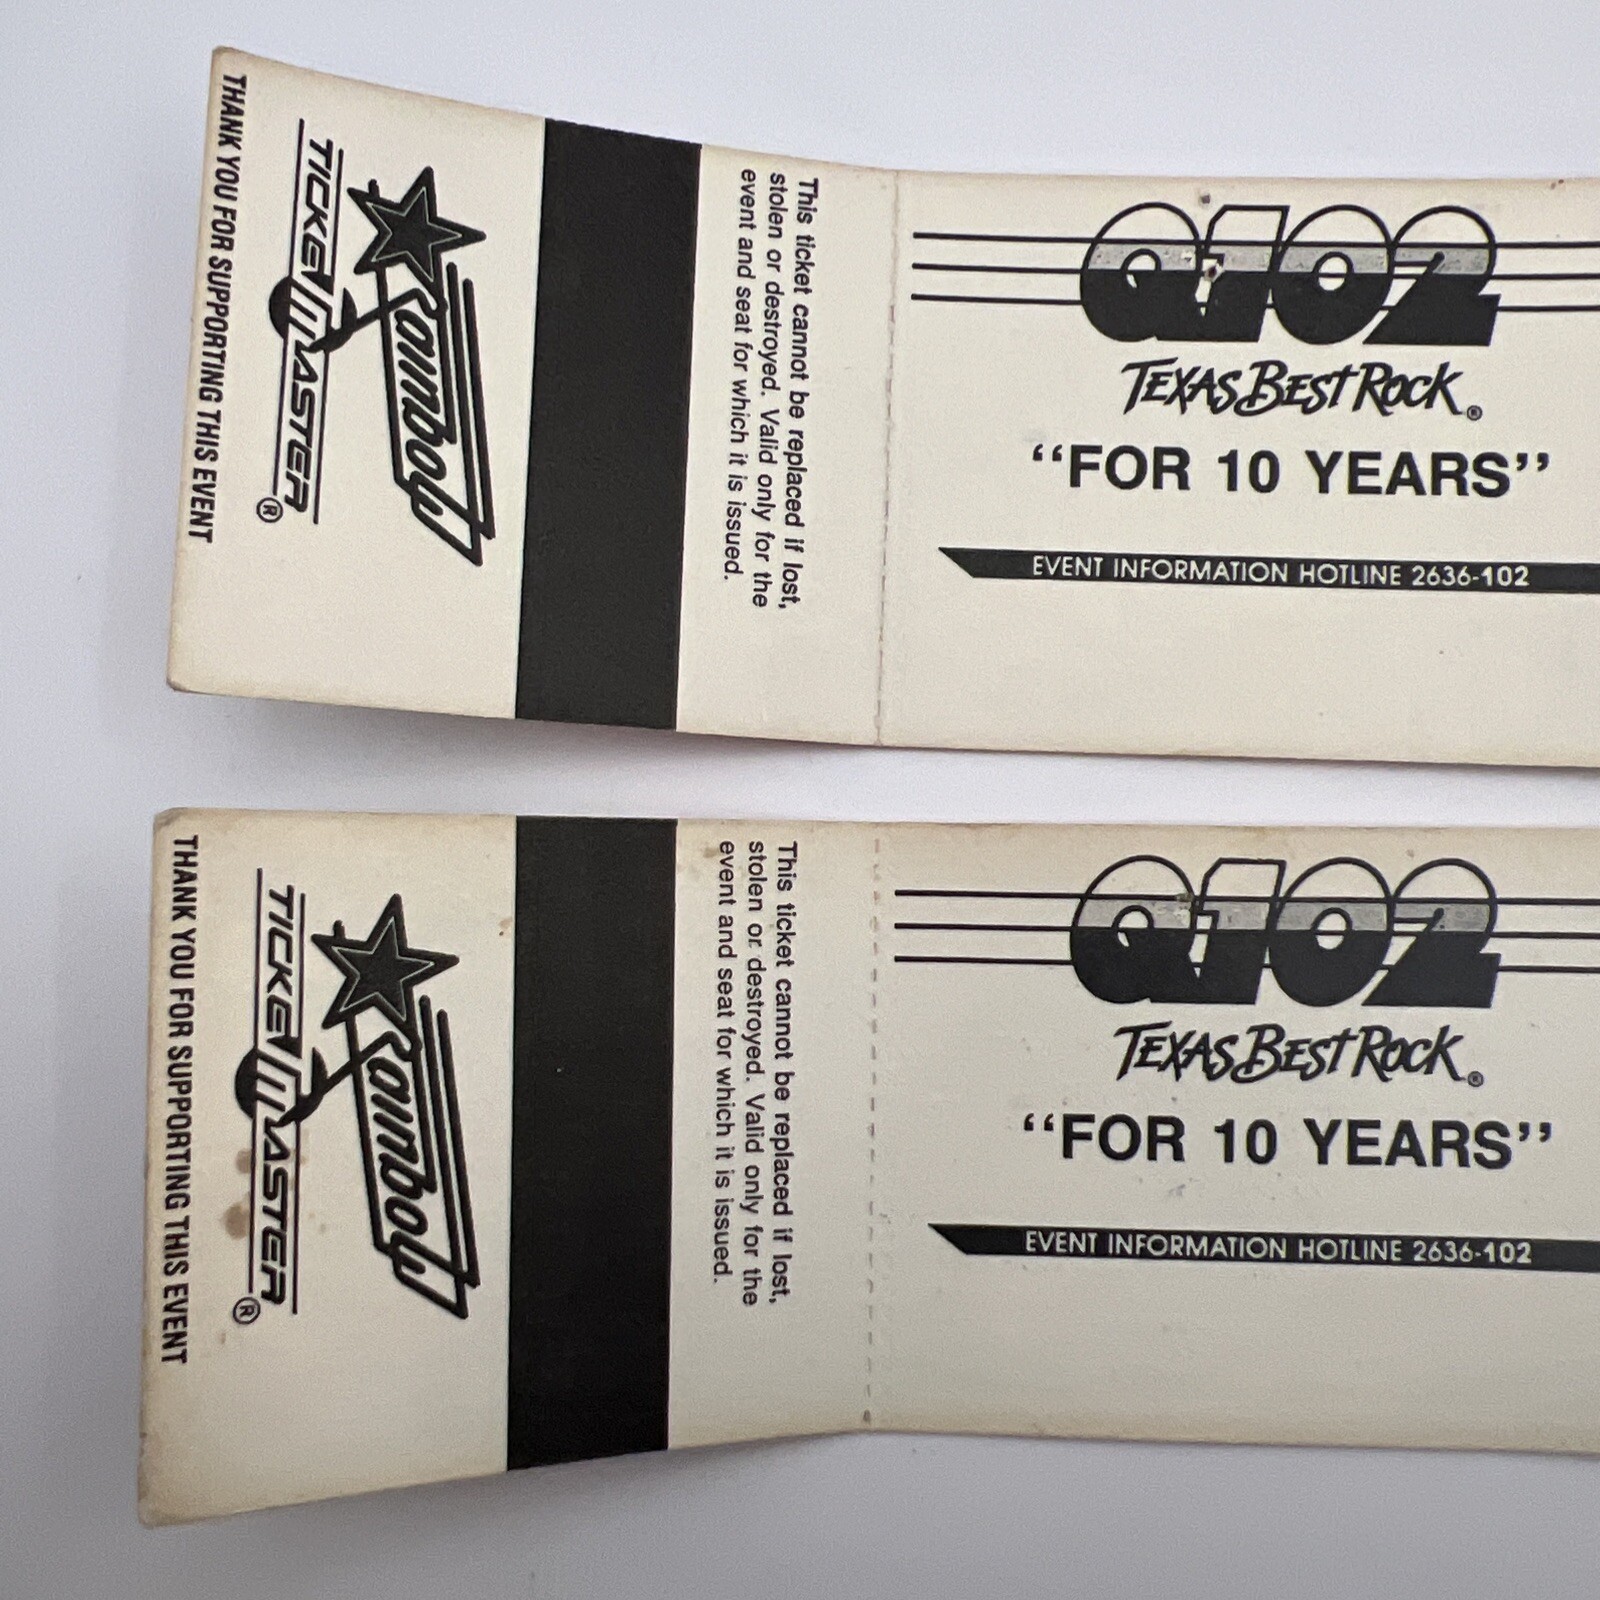 THANK YOU FOR SUPPORTING THIS EVENT
TICKETMASTER®
Rainbow
This ticket cannot be replaced if lost,
stolen or destroyed. Valid only for the
event and seat for which it is issued.
Q102
TEXAS BEST ROCK®
“FOR 10 YEARS”
EVENT INFORMATION HOTLINE 2636-102
THANK YOU FOR SUPPORTING THIS EVENT
TICKETMASTER®
Rainbow
This ticket cannot be replaced if lost,
stolen or destroyed. Valid only for the
event and seat for which it is issued.
Q102
TEXAS BEST ROCK®
“FOR 10 YEARS”
EVENT INFORMATION HOTLINE 2636-102